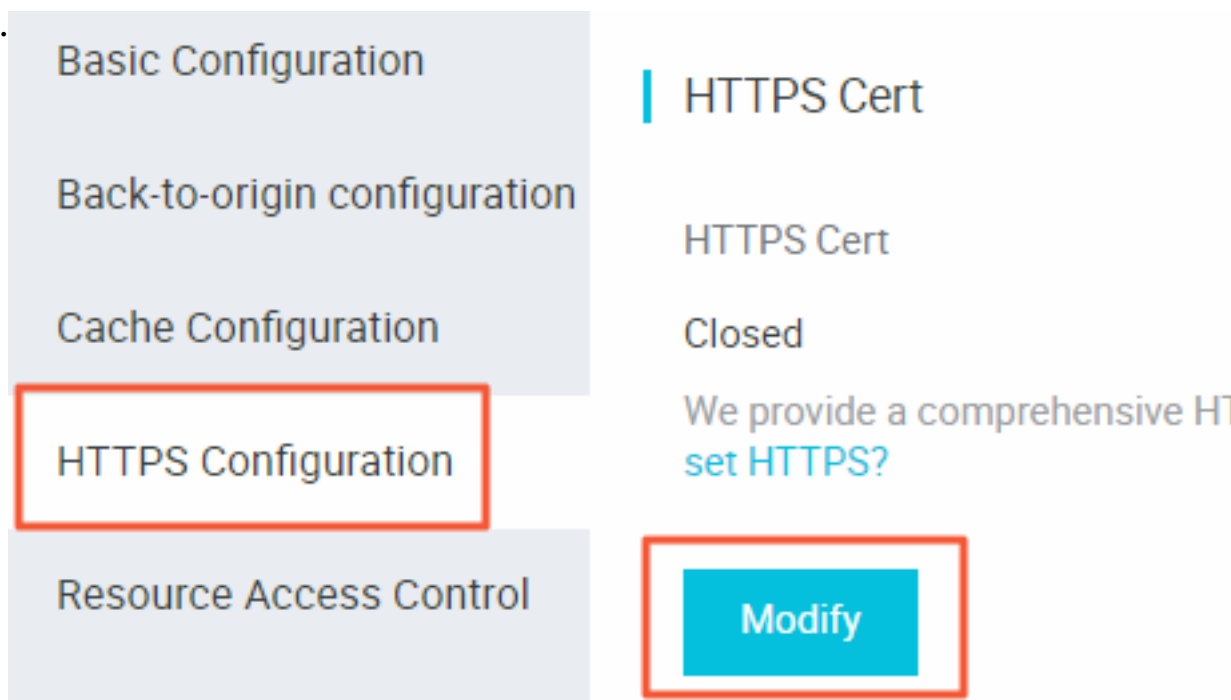 Basic Configuration
Back-to-origin configuration
Cache Configuration
HTTPS Configuration
Resource Access Control
HTTPS Cert
HTTPS Cert
Closed
We provide a comprehensive
set HTTPS?
Modify